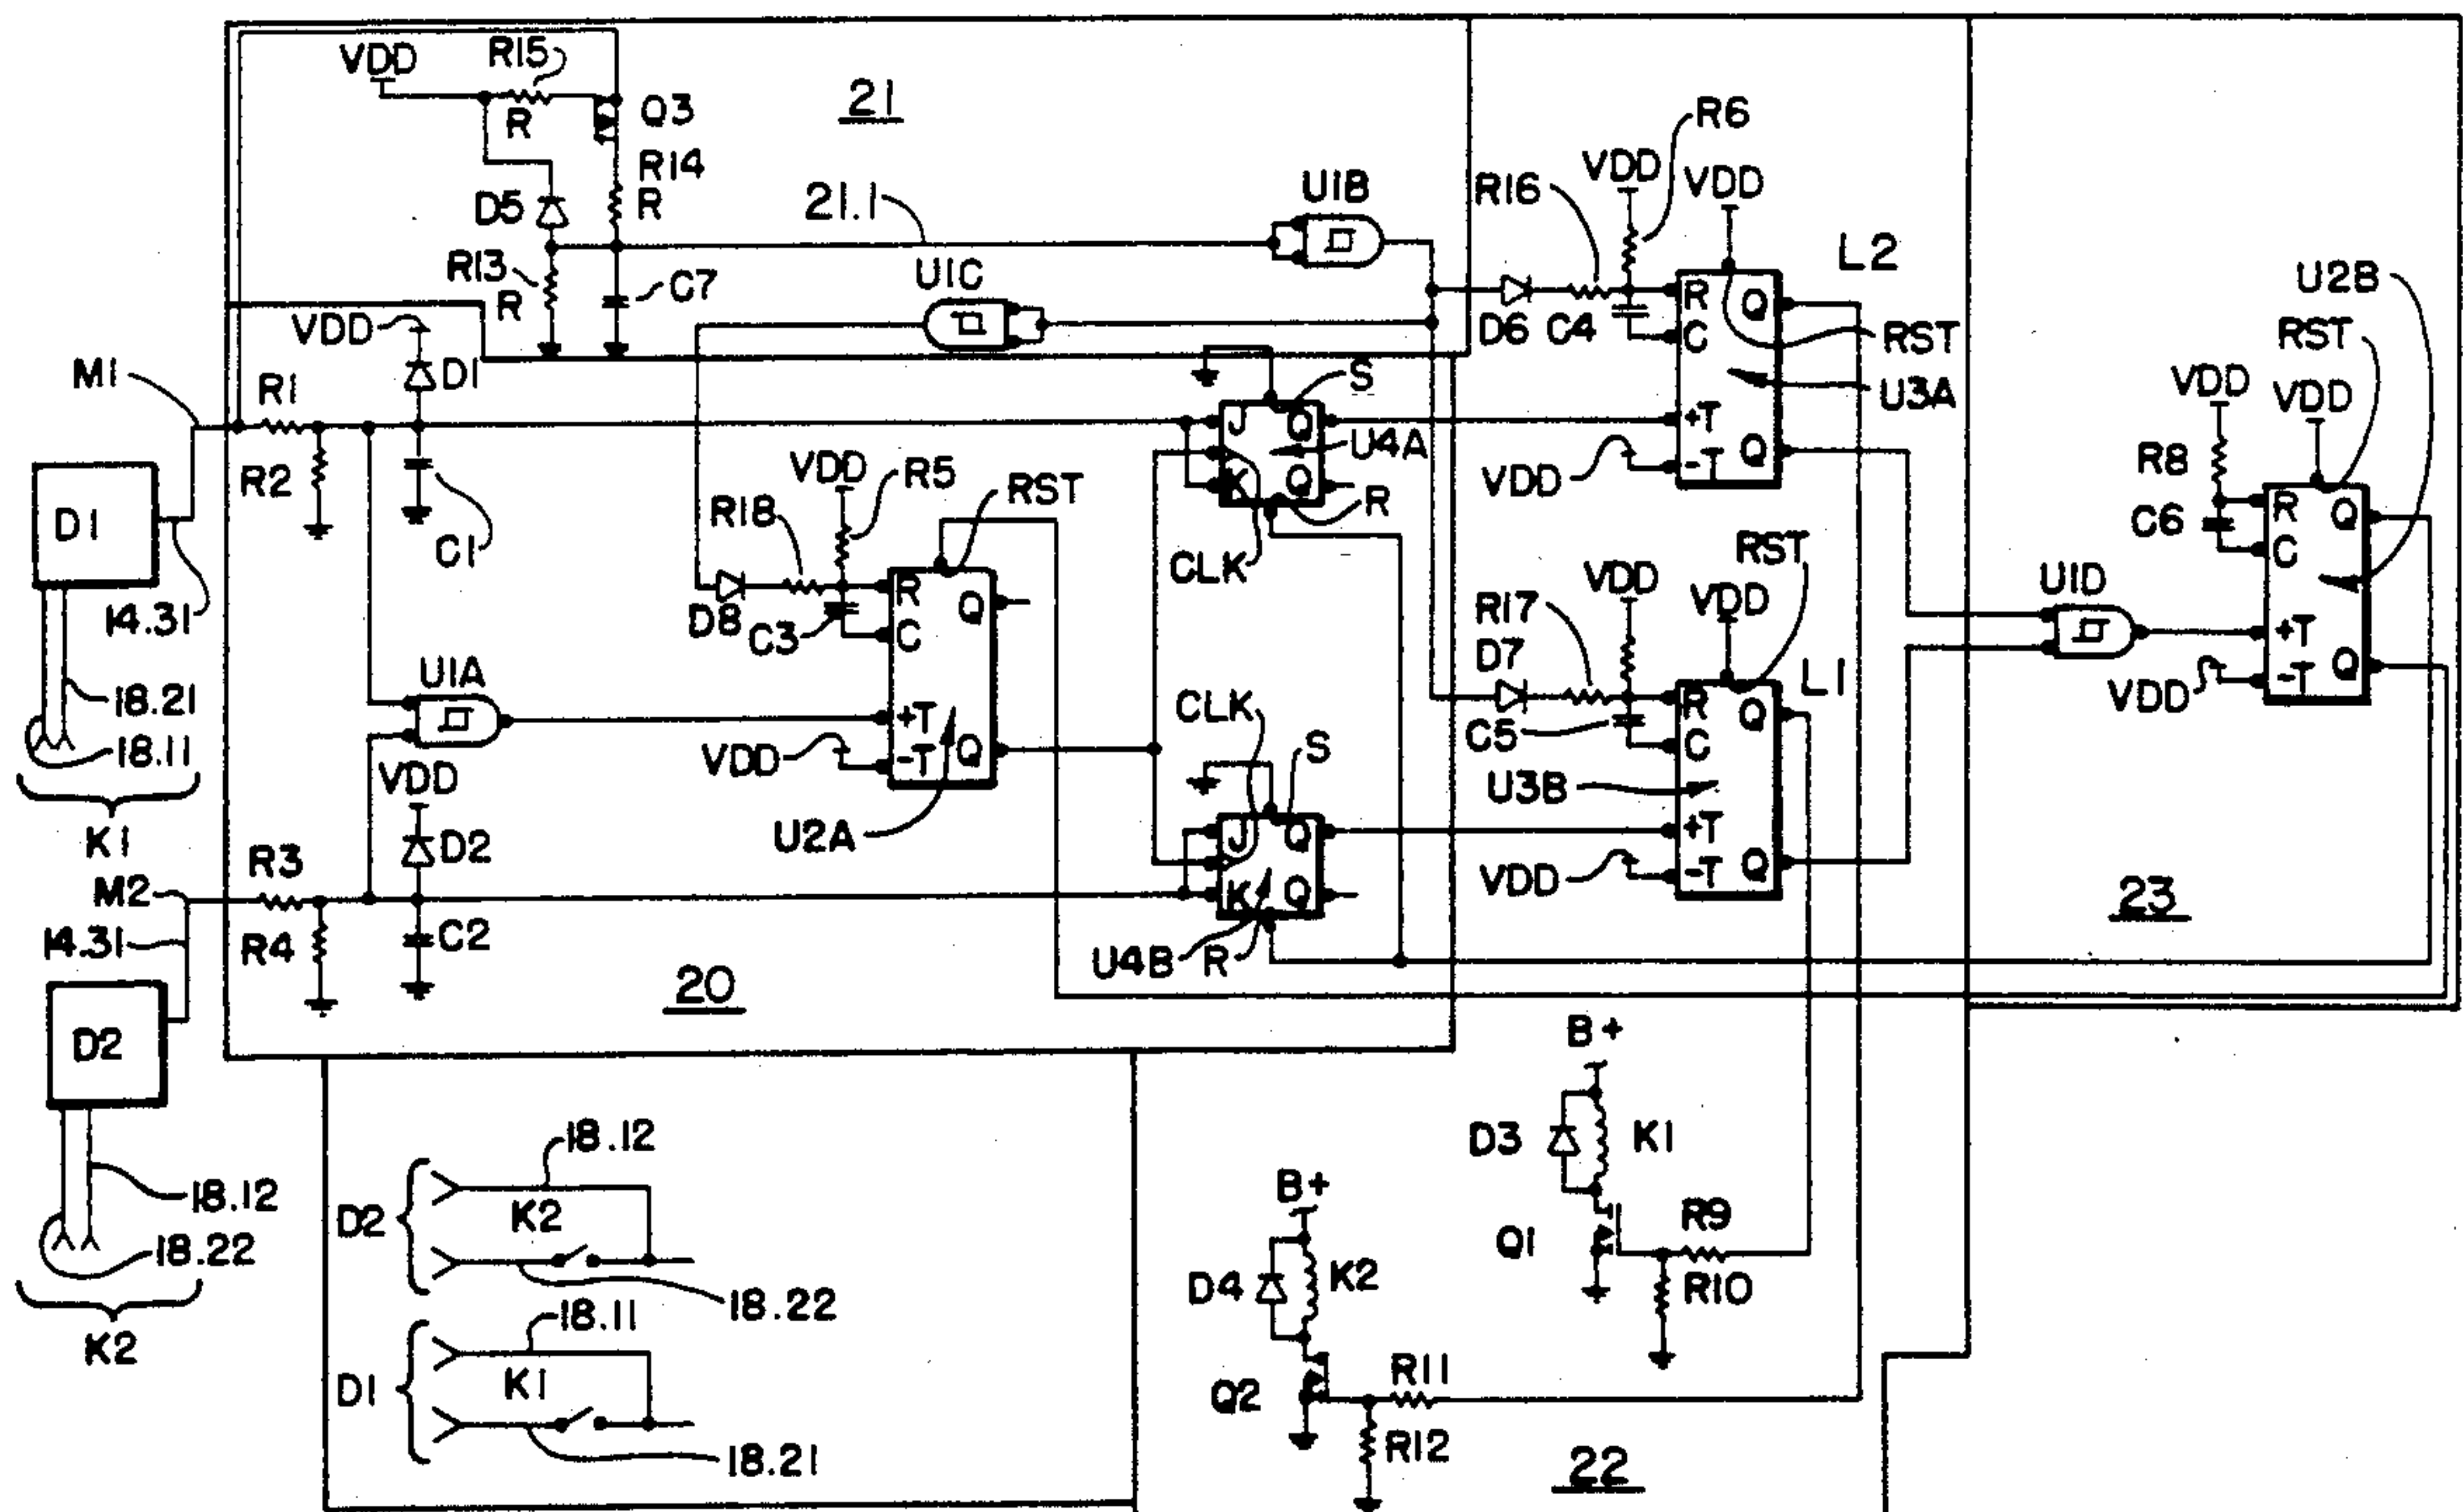 VDD
R15
R
Q3
21
R14
R
D5
21.1
U1B
R13
R
C7
U1C
R16
VDD
R6
VDD
L2
R
Q
D6
C4
C
RST
U3A
+T
-T
Q
VDD
U2B
RST
VDD
M1
R1
R2
VDD
D1
C1
J
Q
S
U4A
K
Q
R
CLK
D1
14.31
18.21
18.11
K1
VDD
R5
RST
R18
D8
C3
R
Q
C
+T
-T
Q
VDD
U2A
U1A
VDD
D2
M2
R3
R4
C2
14.31
D2
18.12
18.22
K2
CLK
S
J
Q
K
Q
U4B
R
20
R17
VDD
VDD
RST
D7
C5
L1
R
Q
C
U3B
+T
-T
Q
VDD
VDD
R8
C6
R
Q
C
U1D
+T
-T
Q
VDD
23
D2
18.12
K2
18.22
D1
18.11
K1
18.21
B+
D3
K1
Q1
R9
R10
B+
D4
K2
Q2
R11
R12
22